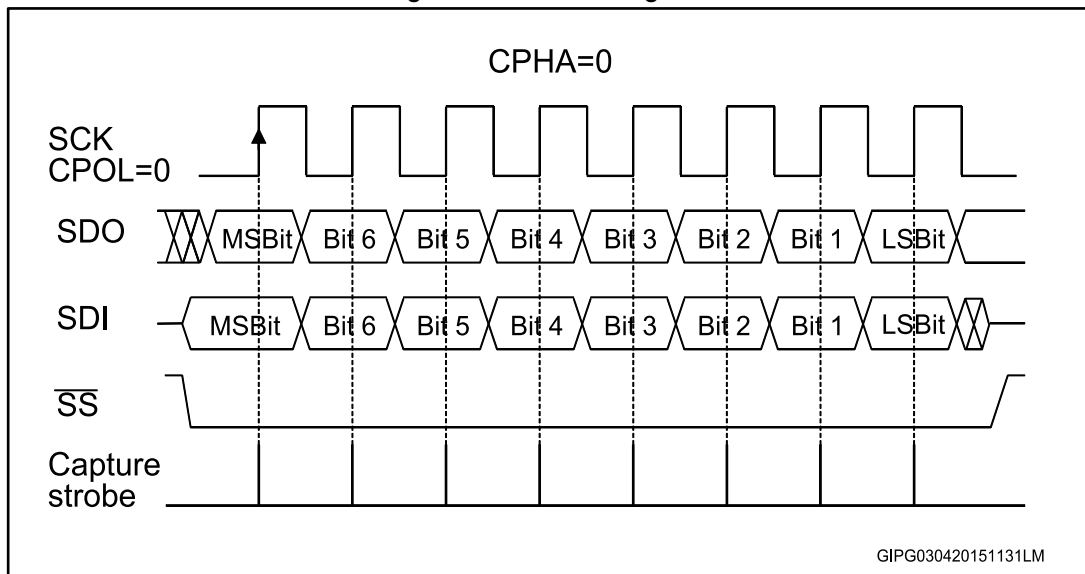 CPHA=0
SCK
CPOL=0
SDO MSBit Bit 6 Bit 5 Bit 4 Bit 3 Bit 2 Bit 1 LSBit
SDI MSBit Bit 6 Bit 5 Bit 4 Bit 3 Bit 2 Bit 1 LSBit
SS
Capture
strobe
GIPG030420151131LM